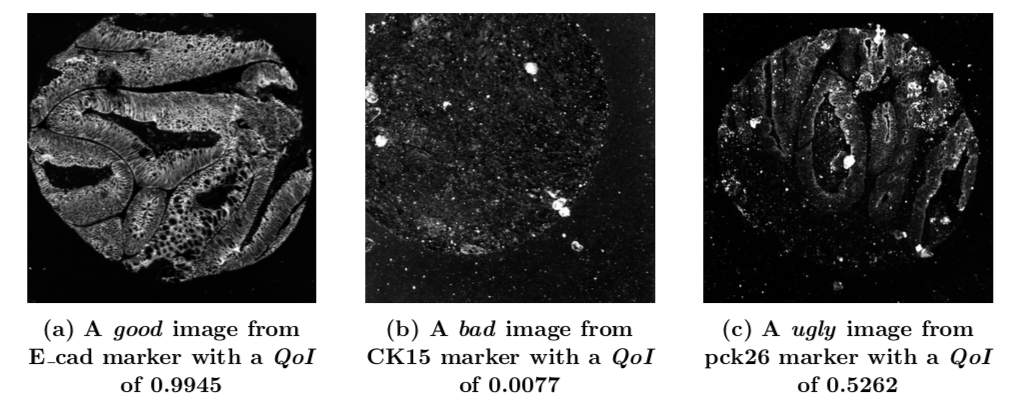 (a) A good image from
E_cad marker with a QoI
of 0.9945
(b) A bad image from
CK15 marker with a QoI
of 0.0077
(c) A ugly image from
pck26 marker with a QoI
of 0.5262